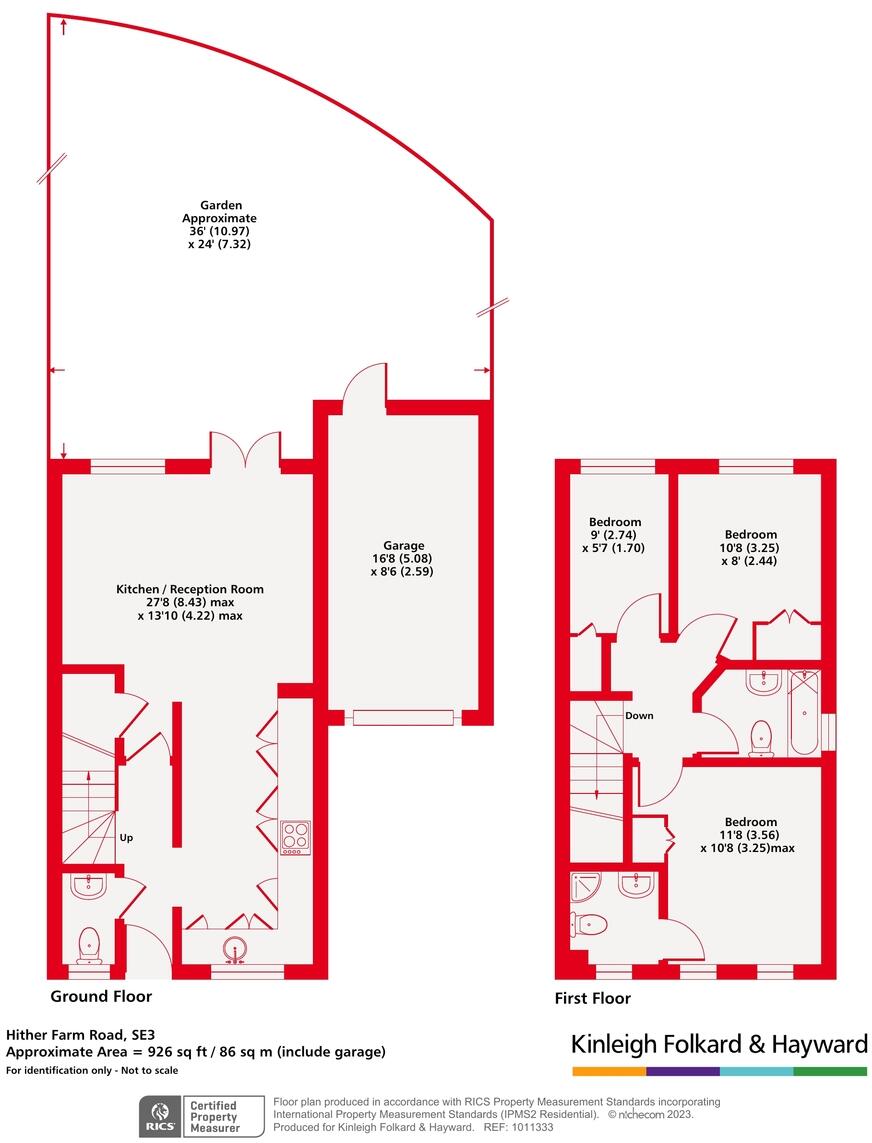 Garden
Approximate
36' (10.97)
x 24' (7.32)
Garage
16'8 (5.08)
x 8'6 (2.59)
Kitchen / Reception Room
27'8 (8.43) max
x 13'10 (4.22) max
Up
Ground Floor
Bedroom
9' (2.74)
x 5'7 (1.70)
Bedroom
10'8 (3.25)
x 8' (2.44)
Down
Bedroom
11'8 (3.56)
x 10'8 (3.25)max
First Floor
Hither Farm Road, SE3
Approximate Area = 926 sq ft / 86 sq m (include garage)
For identification only - Not to scale
Kinleigh Folkard & Hayward
RICS
Certified
Property
Measurer
Floor plan produced in accordance with RICS Property Measurement Standards incorporating
International Property Measurement Standards (IPMS2 Residential). © nichecom 2023.
Produced for Kinleigh Folkard & Hayward. REF: 1011333